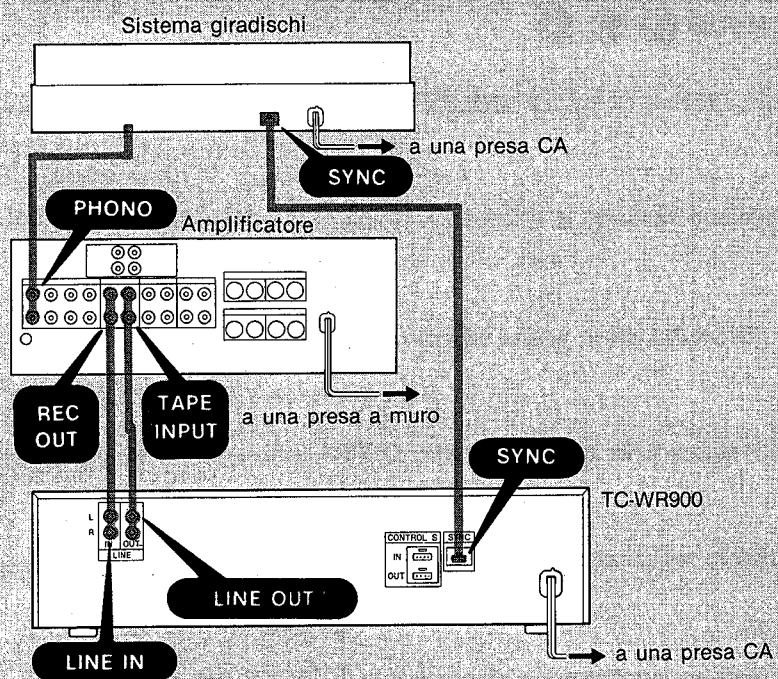 Sistema giradischi
a una presa CA
SYNC
PHONO
Amplificatore
REC
OUT
TAPE
INPUT
a una presa a muro
SYNC
TC-WR900
L
R
IN
OUT
LINE
CONTROL S
SYNC
IN
OUT
LINE OUT
a una presa CA
LINE IN